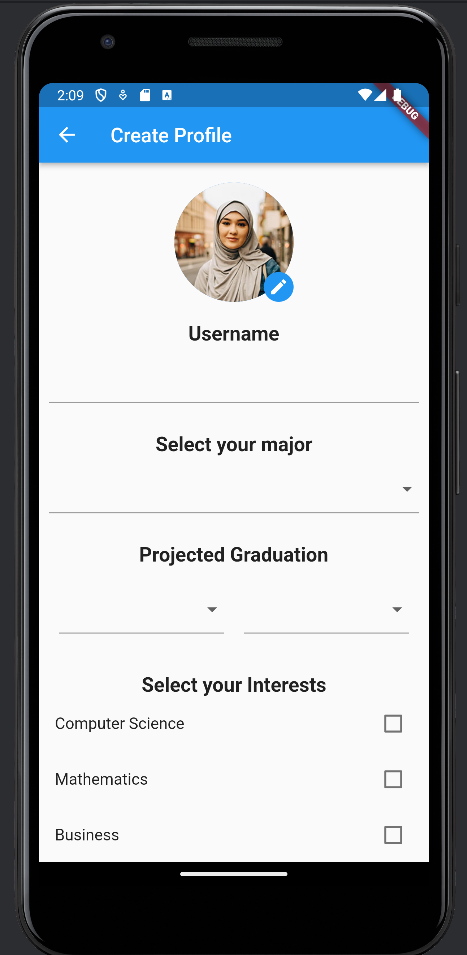 2:09
DEBUG
Create Profile
Username
Select your major
Projected Graduation
Select your Interests
Computer Science
Mathematics
Business